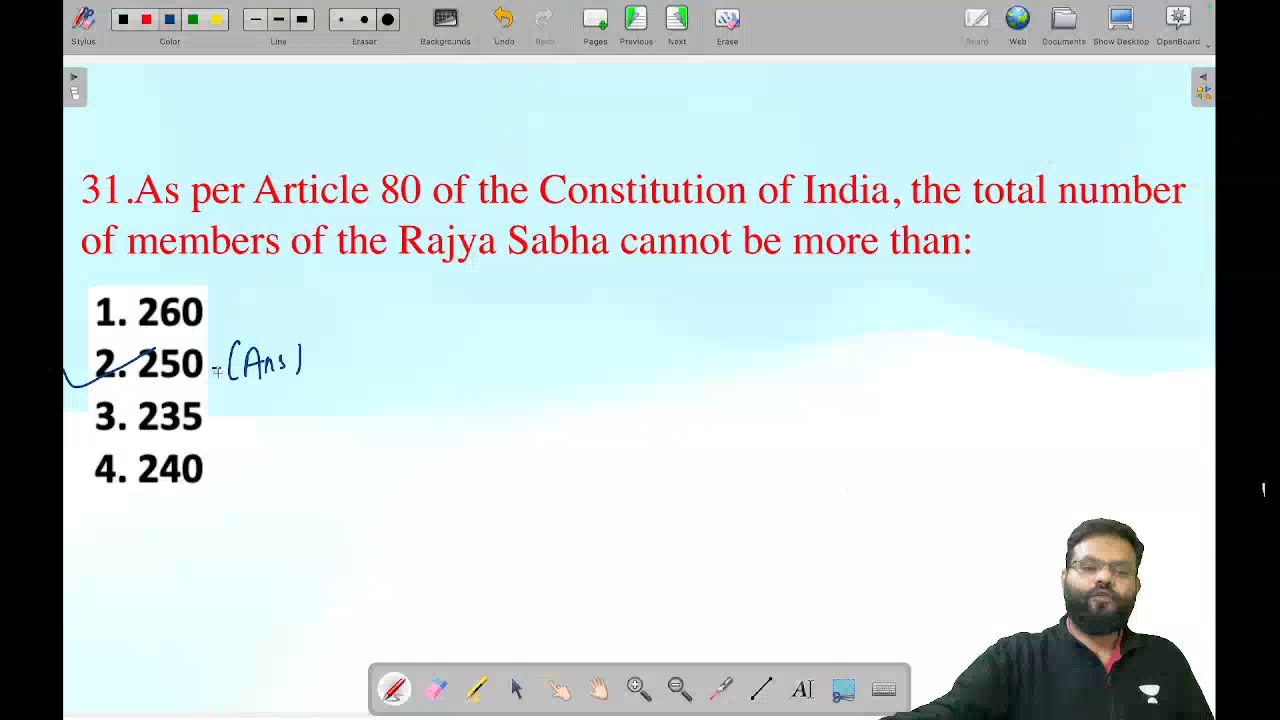 Stylus
Color
Line
Eraser
Backgrounds
Undo
Redo
Pages
Previous
Next
Erase
Board
Web
Documents
Show Desktop
OpenBoard
31.As per Article 80 of the Constitution of India, the total number
of members of the Rajya Sabha cannot be more than:
1. 260
2. 250 - (Ans)
3. 235
4. 240
AI